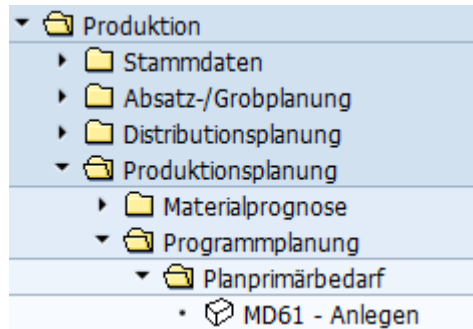 Produktion
Stammdaten
Absatz-/Grobplanung
Distributionsplanung
Produktionsplanung
Materialprognose
Programmplanung
Planprimärbedarf
MD61 - Anlegen